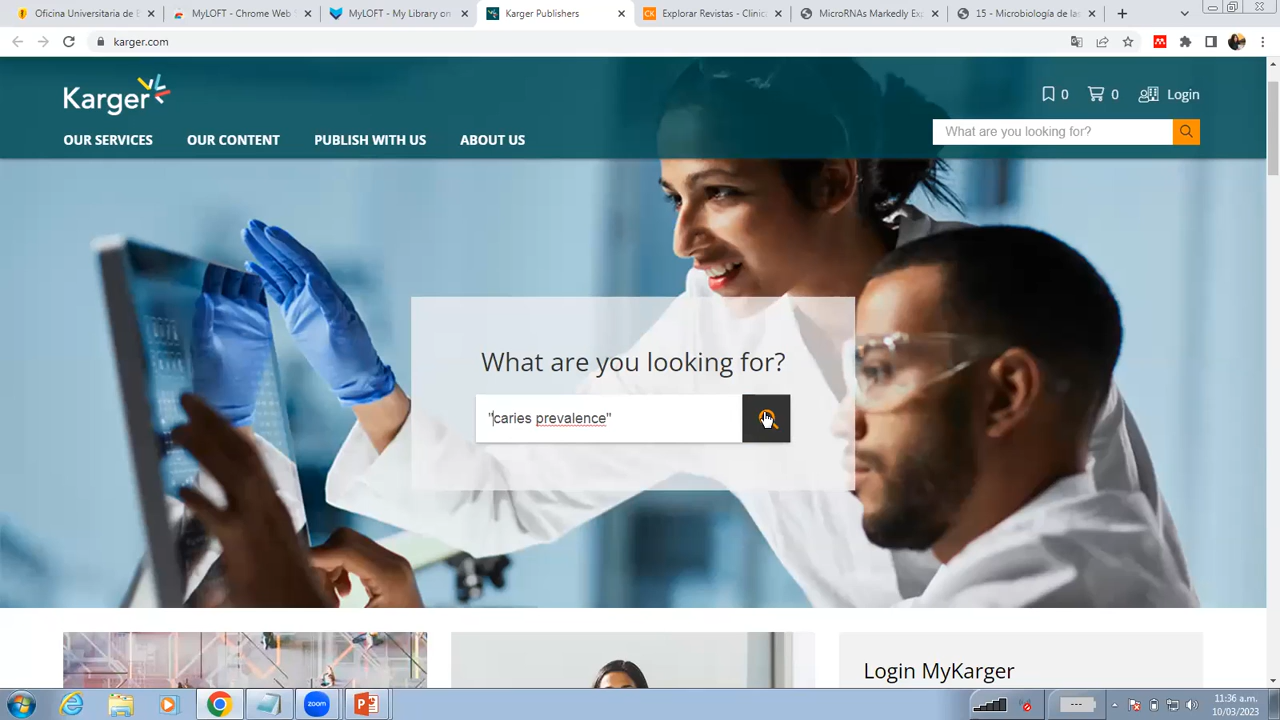 Oficina Universitaria de
MyLOFT - Chrome Web
MyLOFT - My Library on
Karger Publishers
Explorar Revistas - Clinic
MicroRNAs Markedly
15 - Microbiología de la
karger.com
Karger
0
0
Login
OUR SERVICES
OUR CONTENT
PUBLISH WITH US
ABOUT US
What are you looking for?
What are you looking for?
"caries prevalence"
Login MyKarger
zoom
11:36 a.m.
10/03/2023